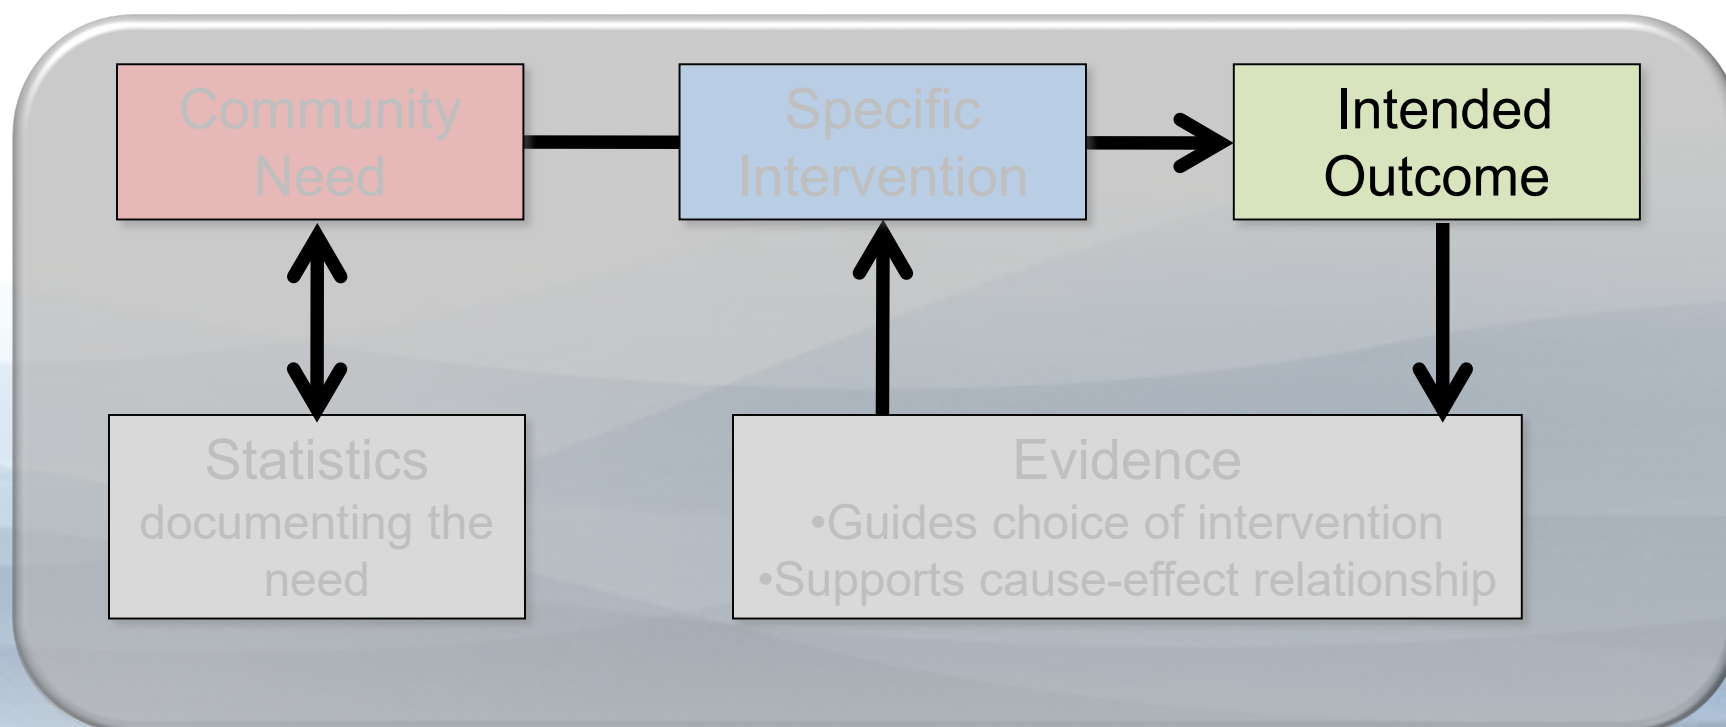 Community
Need
Specific
Intervention
Intended
Outcome
Statistics
documenting the
need
Evidence
•Guides choice of intervention
•Supports cause-effect relationship